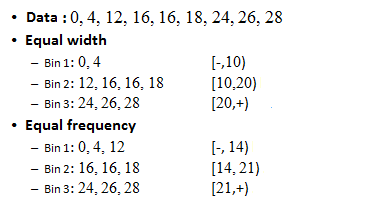 • Data : 0, 4, 12, 16, 16, 18, 24, 26, 28
• Equal width
– Bin 1: 0, 4 [-,10)
– Bin 2: 12, 16, 16, 18 [10,20)
– Bin 3: 24, 26, 28 [20,+)
• Equal frequency
– Bin 1: 0, 4, 12 [-, 14)
– Bin 2: 16, 16, 18 [14, 21)
– Bin 3: 24, 26, 28 [21,+)